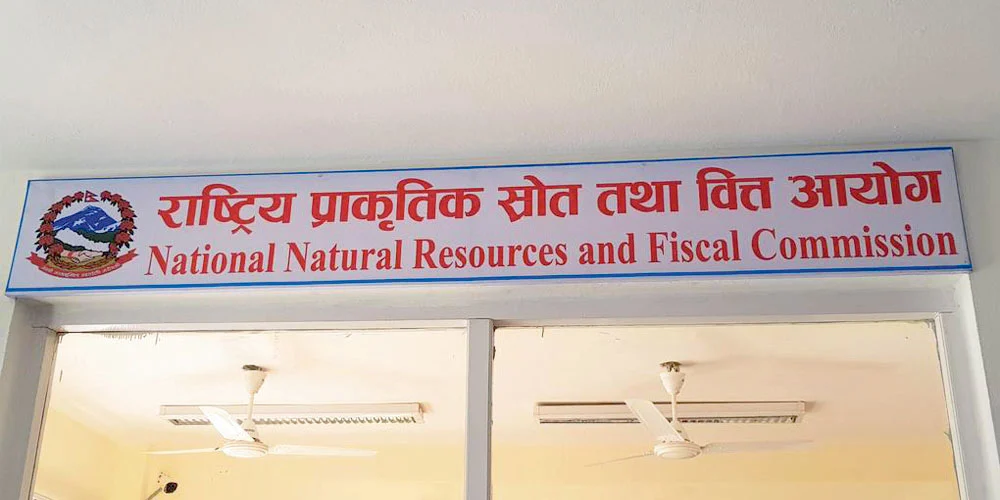 राष्ट्रिय प्राकृतिक स्रोत तथा वित्त आयोग
National Natural Resources and Fiscal Commission